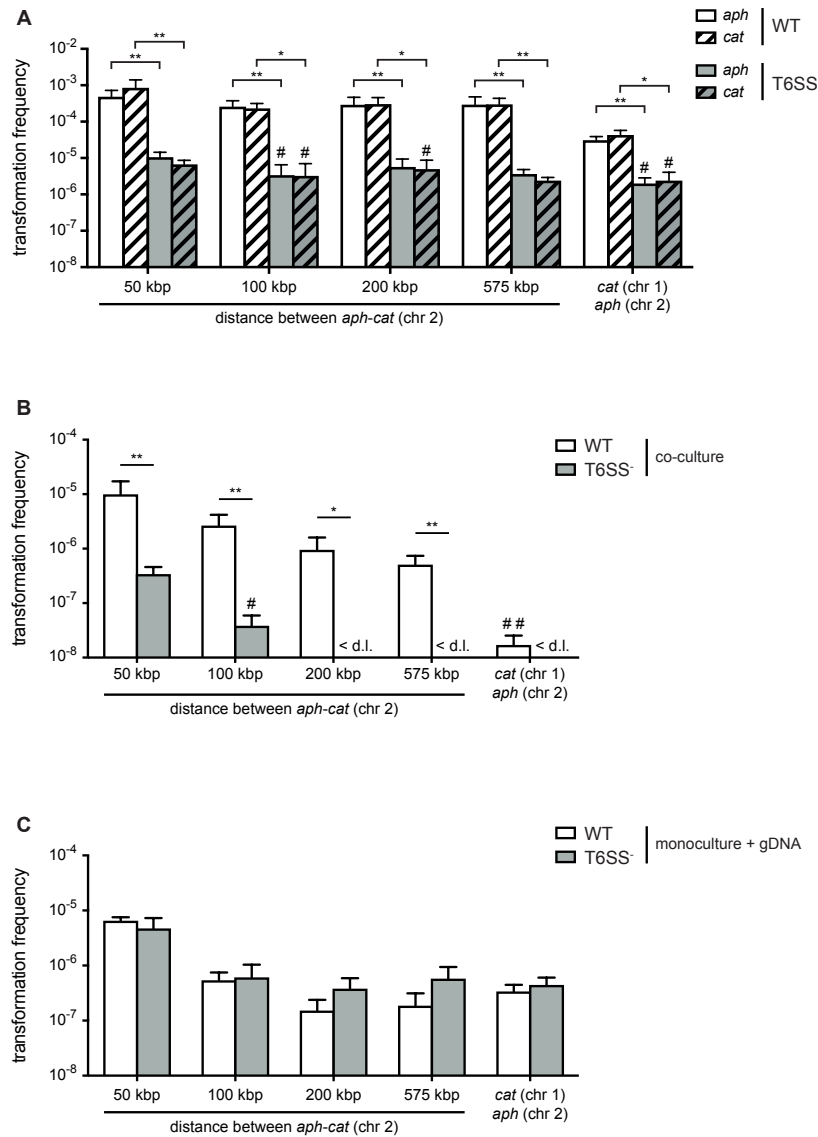 A
aph
cat
WT
aph
cat
T6SS
transformation frequency
10-2
10-3
10-4
10-5
10-6
10-7
10-8
** ** ** * ** * ** ** ** *
# # # # #
50 kbp 100 kbp 200 kbp 575 kbp cat (chr 1)
aph (chr 2)
distance between aph-cat (chr 2)
B
WT
T6SS-
co-culture
transformation frequency
10-4
10-5
10-6
10-7
10-8
** ** * **
# < d.l. < d.l. ## < d.l.
50 kbp 100 kbp 200 kbp 575 kbp cat (chr 1)
aph (chr 2)
distance between aph-cat (chr 2)
C
WT
T6SS-
monoculture + gDNA
transformation frequency
10-4
10-5
10-6
10-7
10-8
50 kbp 100 kbp 200 kbp 575 kbp cat (chr 1)
aph (chr 2)
distance between aph-cat (chr 2)